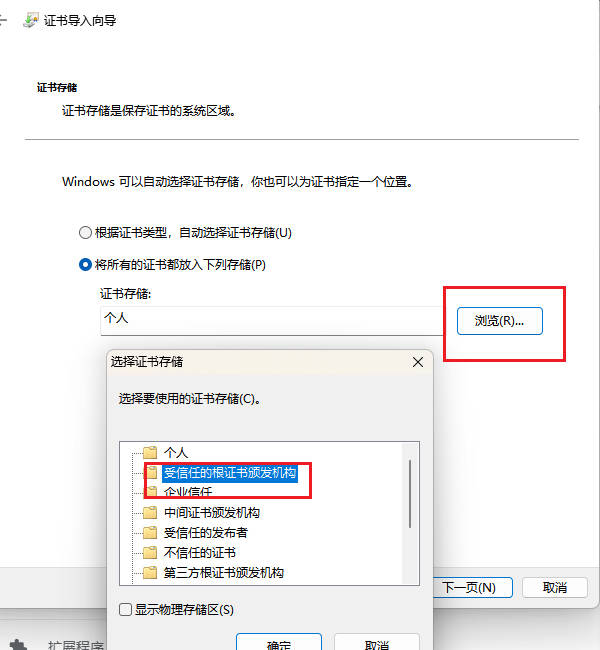 证书导入向导
证书存储
证书存储是保存证书的系统区域。
Windows 可以自动选择证书存储，你也可以为证书指定一个位置。
根据证书类型，自动选择证书存储(U)
将所有的证书都放入下列存储(P)
证书存储:
个人
浏览(R)...
选择证书存储
选择要使用的证书存储(C)。
个人
受信任的根证书颁发机构
企业信任
中间证书颁发机构
受信任的发布者
不信任的证书
第三方根证书颁发机构
显示物理存储区(S)
下一页(N)
取消
确定
取消
扩展程序